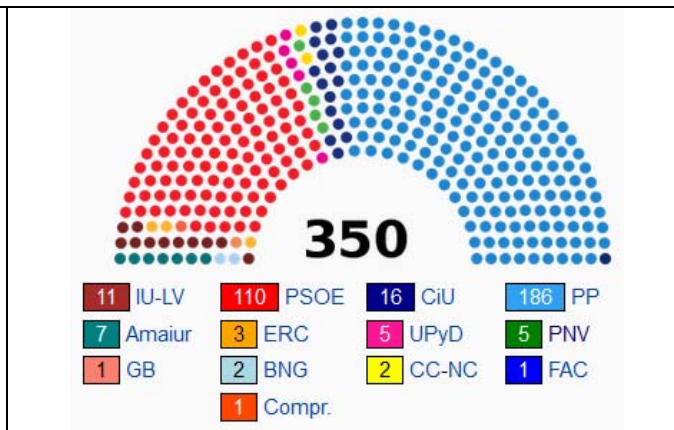 350
11 IU-LV 110 PSOE 16 CiU 186 PP
7 Amaiur 3 ERC 5 UPyD 5 PNV
1 GB 2 BNG 2 CC-NC 1 FAC
1 Compr.